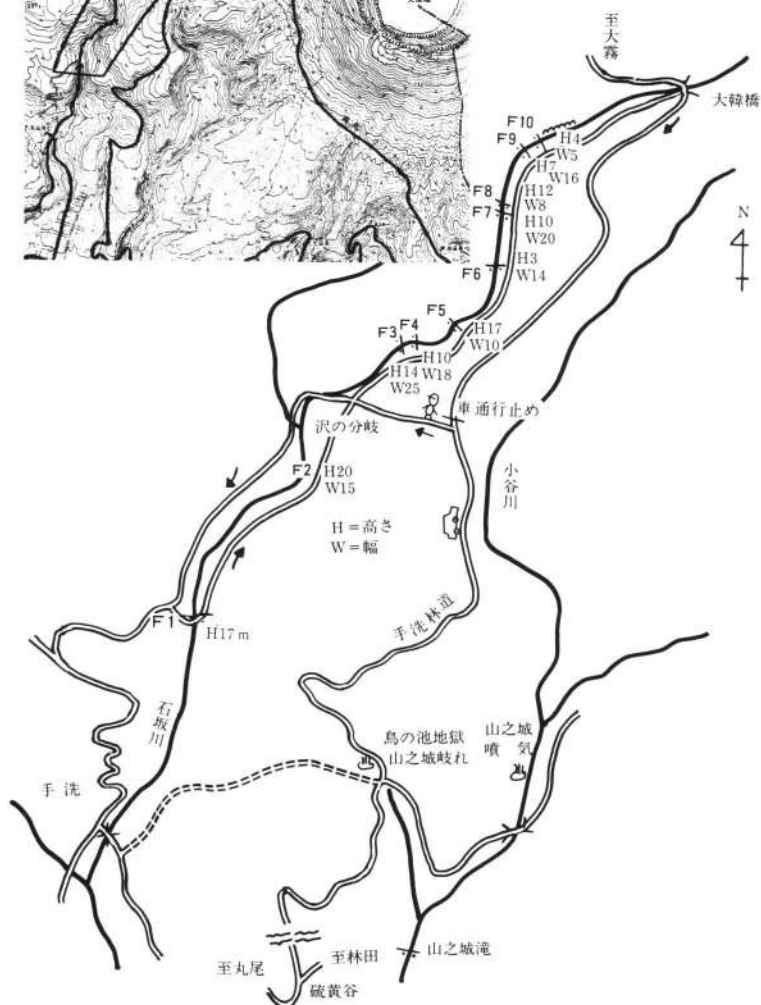 至大霧
大韓橋
F10
H4
W5
F9
H7
W16
N
F8
H12
W8
F7
H10
W20
H3
W14
F6
F5
H17
W10
F4
F3
H10
W18
H14
W25
車通行止め
沢の分岐
F2
H20
W15
小谷川
H=高さ
W=幅
手洗林道
F1
H17m
石坂川
鳥の池地獄
山之城岐れ
山之城
噴気
手洗
山之城滝
至丸尾
至林田
硫黄谷